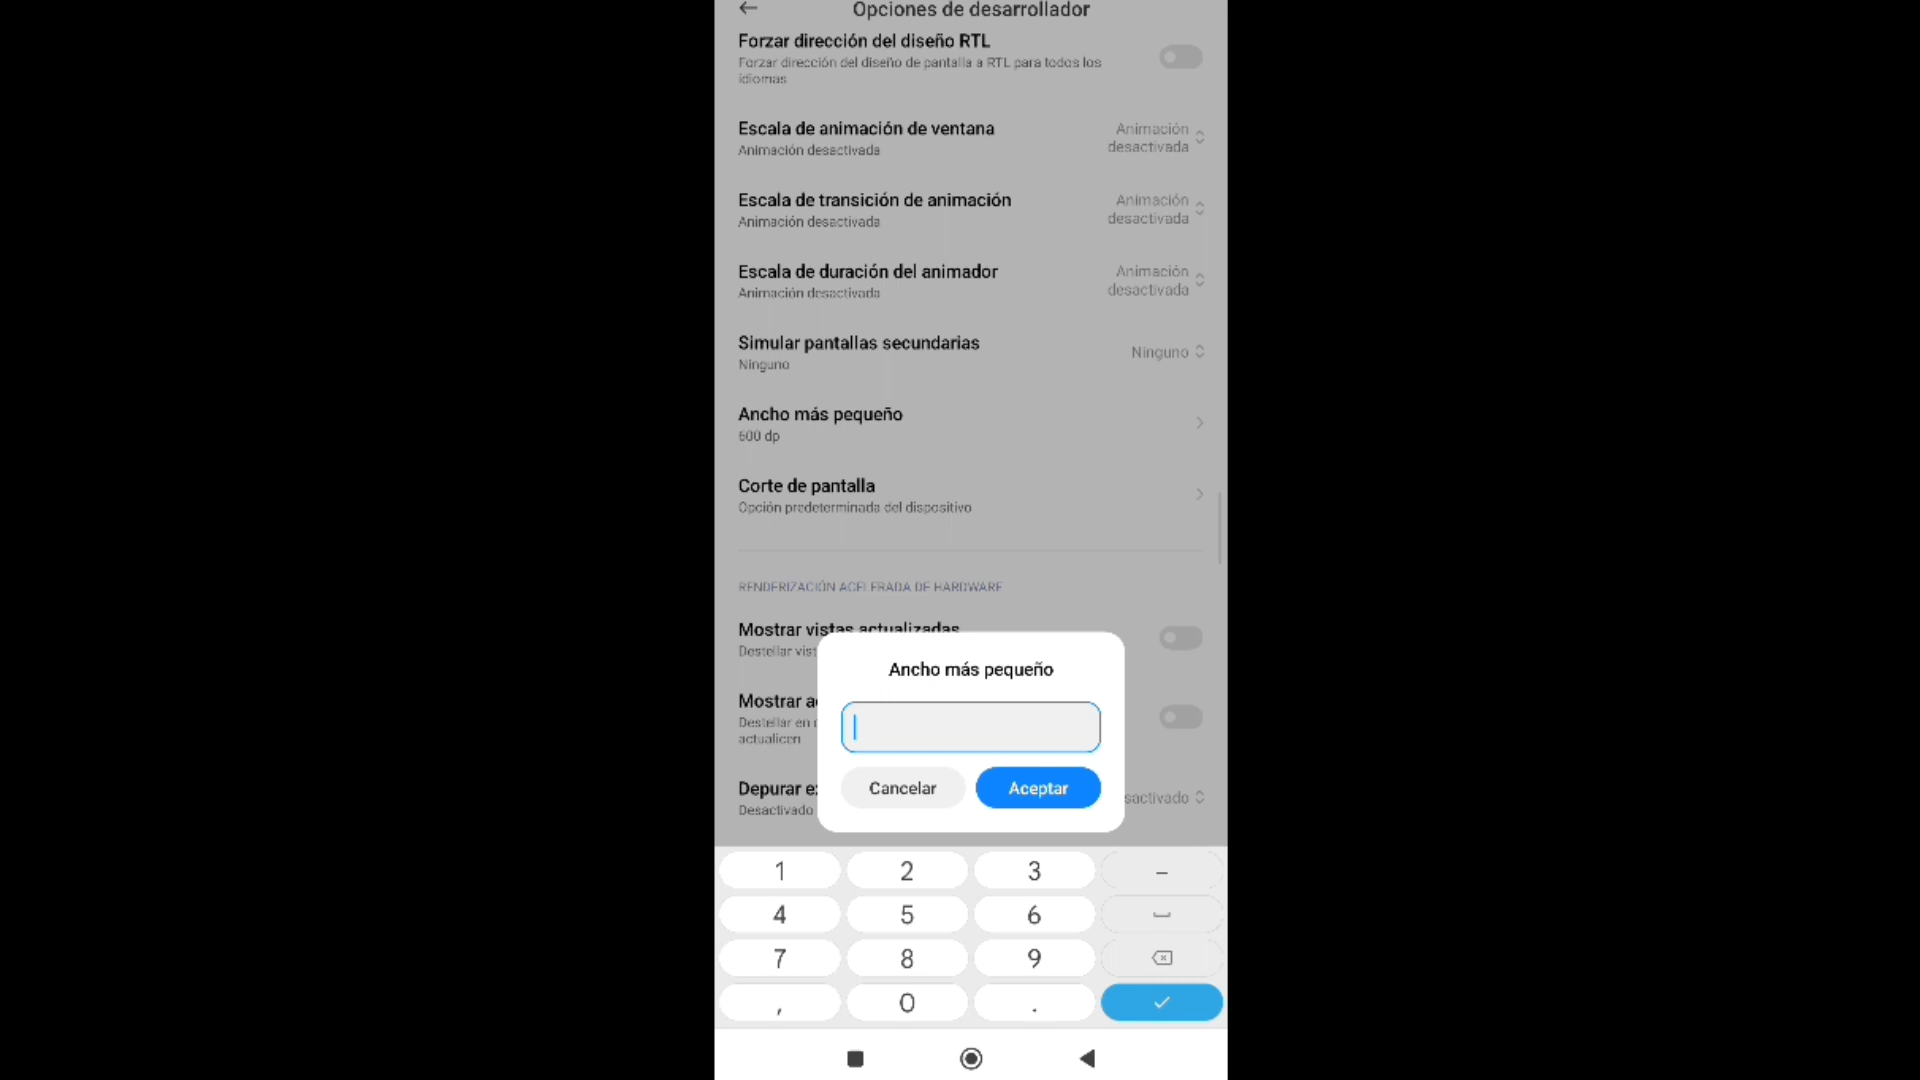 Opciones de desarrollador
Forzar dirección del diseño RTL
Forzar dirección del diseño de pantalla a RTL para todos los
idiomas
Escala de animación de ventana
Animación desactivada
Animación
desactivada
Escala de transición de animación
Animación desactivada
Animación
desactivada
Escala de duración del animador
Animación desactivada
Animación
desactivada
Simular pantallas secundarias
Ninguno
Ninguno
Ancho más pequeño
600 dp
Corte de pantalla
Opción predeterminada del dispositivo
RENDERIZACIÓN ACELERADA DE HARDWARE
Mostrar vistas actualizadas
Destellar
Mostrar
Destellar en
actualicen
Depurar
Desactivado
Ancho más pequeño
Cancelar
Aceptar
1 2 3 –
4 5 6
7 8 9
, 0 .